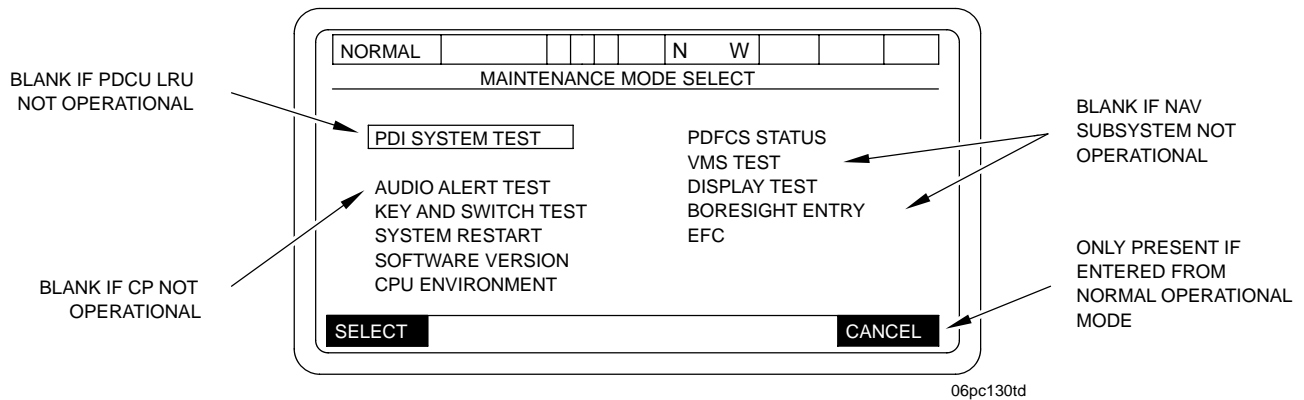 NORMAL N W
MAINTENANCE MODE SELECT
BLANK IF PDCU LRU
NOT OPERATIONAL
PDI SYSTEM TEST
AUDIO ALERT TEST
KEY AND SWITCH TEST
SYSTEM RESTART
SOFTWARE VERSION
CPU ENVIRONMENT
PDFCS STATUS
VMS TEST
DISPLAY TEST
BORESIGHT ENTRY
EFC
BLANK IF NAV
SUBSYSTEM NOT
OPERATIONAL
BLANK IF CP NOT
OPERATIONAL
ONLY PRESENT IF
ENTERED FROM
NORMAL OPERATIONAL
MODE
SELECT CANCEL
06pc130td